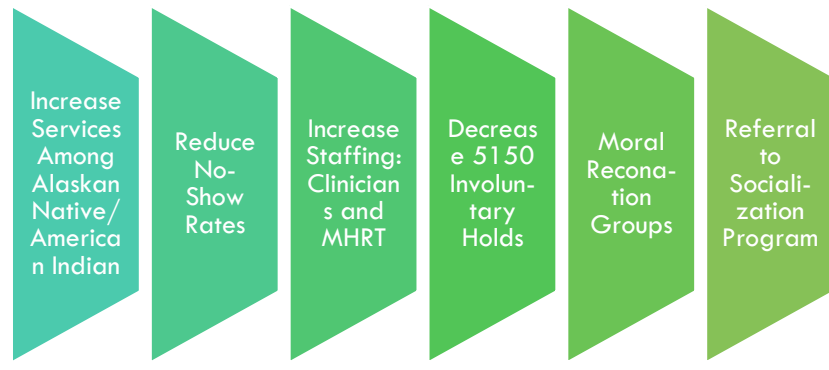 Increase
Services
Among
Alaskan
Native/
America
n Indian
Reduce
No-
Show
Rates
Increase
Staffing:
Clinician
s and
MHRT
Decreas
e 5150
Involun-
tary
Holds
Moral
Recona-
tion
Groups
Referral
to
Sociali-
zation
Program